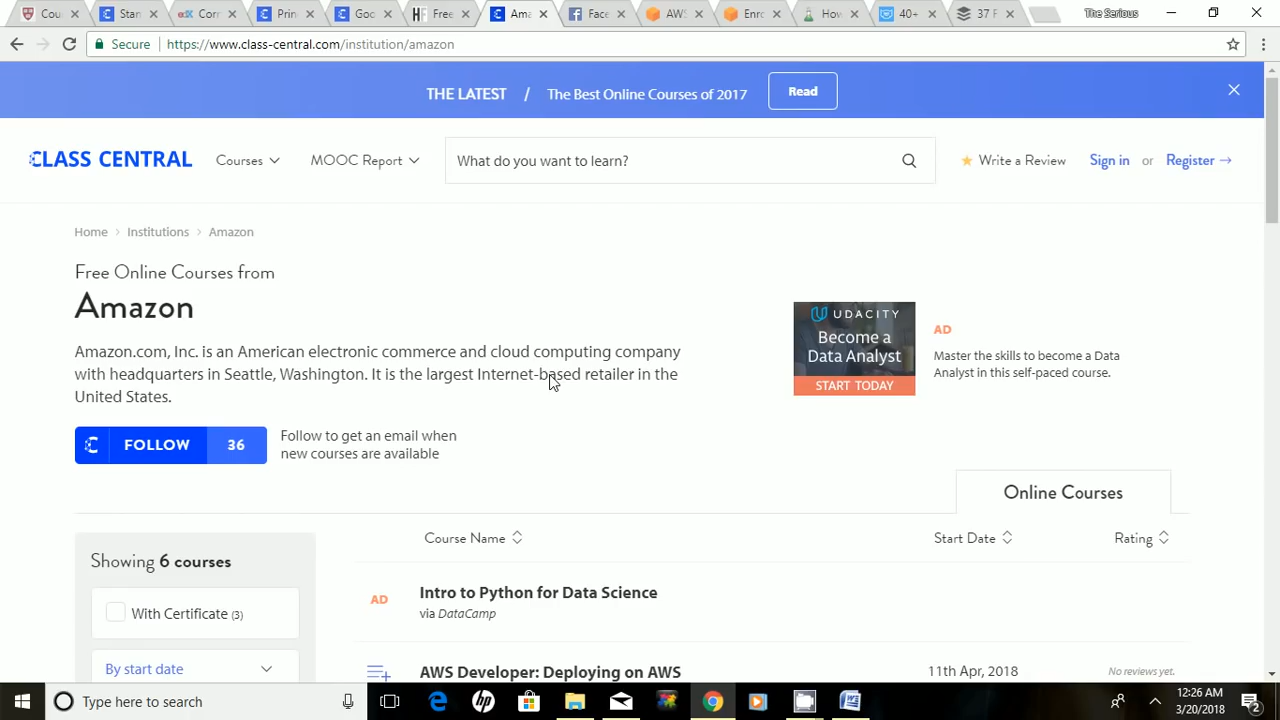 Cou
Star
Corr
Prin
Goo
Free
Ama
Face
AWS
Enro
How
40+
37 F
The Serious
Secure
https://www.class-central.com/institution/amazon
THE LATEST / The Best Online Courses of 2017 Read
CLASS CENTRAL Courses MOOC Report What do you want to learn? Write a Review Sign in or Register →
Home › Institutions › Amazon
Free Online Courses from
Amazon
Amazon.com, Inc. is an American electronic commerce and cloud computing company
with headquarters in Seattle, Washington. It is the largest Internet-based retailer in the
United States.
UDACITY
Become a
Data Analyst
START TODAY
AD
Master the skills to become a Data
Analyst in this self-paced course.
FOLLOW 36
Follow to get an email when
new courses are available
Online Courses
Showing 6 courses
With Certificate (3)
By start date
Course Name Start Date Rating
AD
Intro to Python for Data Science
via DataCamp
AWS Developer: Deploying on AWS 11th Apr, 2018 No reviews yet.
Type here to search
12:26 AM
3/20/2018
2